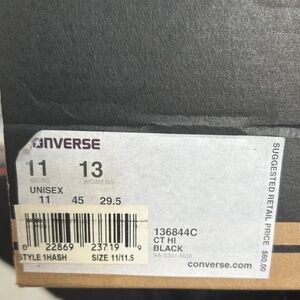 CONVERSE
11 13
MENS WOMENS
UNISEX
11 45 29.5
136844C
CT HI
BLACK
converse.com
22869 23719 9
STYLE 1HASH SIZE 11/11.5
SUGGESTED RETAIL PRICE $60.00